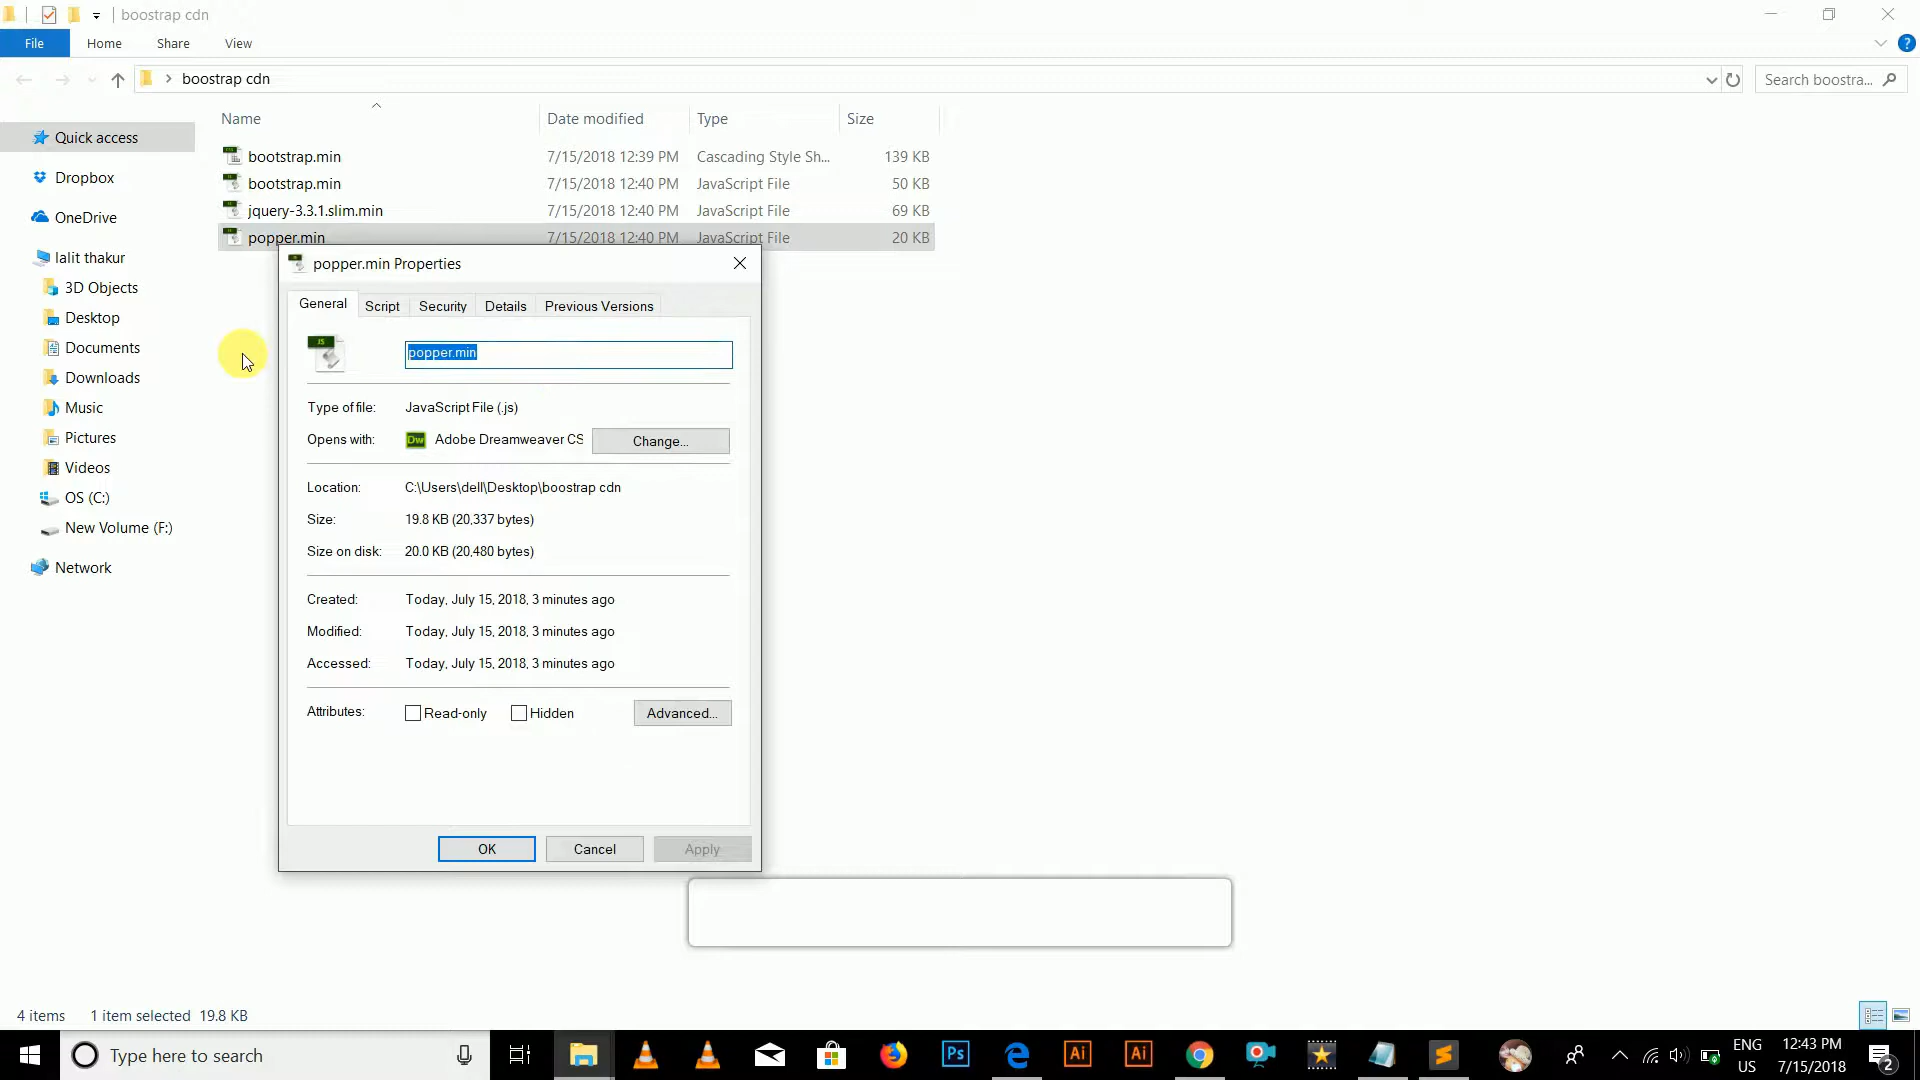 boostrap cdn
File Home Share View ?
boostrap cdn
Search boostra...
Name Date modified Type Size
Quick access
Dropbox
OneDrive
lalit thakur
3D Objects
Desktop
Documents
Downloads
Music
Pictures
Videos
OS (C:)
New Volume (F:)
Network
bootstrap.min 7/15/2018 12:39 PM Cascading Style Sh... 139 KB
bootstrap.min 7/15/2018 12:40 PM JavaScript File 50 KB
jquery-3.3.1.slim.min 7/15/2018 12:40 PM JavaScript File 69 KB
popper.min 7/15/2018 12:40 PM JavaScript File 20 KB
popper.min Properties
General Script Security Details Previous Versions
JS
popper.min
Type of file: JavaScript File (.js)
Opens with: Dw Adobe Dreamweaver CS Change...
Location: C:\Users\dell\Desktop\boostrap cdn
Size: 19.8 KB (20,337 bytes)
Size on disk: 20.0 KB (20,480 bytes)
Created: Today, July 15, 2018, 3 minutes ago
Modified: Today, July 15, 2018, 3 minutes ago
Accessed: Today, July 15, 2018, 3 minutes ago
Attributes: Read-only Hidden Advanced...
OK Cancel Apply
4 items 1 item selected 19.8 KB
Type here to search
Ps Ai Ai
ENG
US
12:43 PM
7/15/2018
2